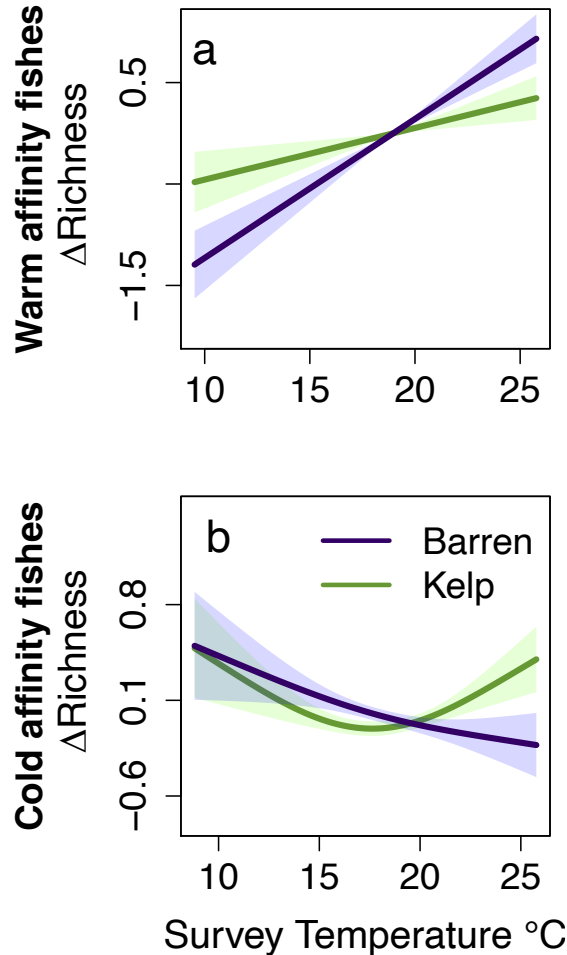 a
Warm affinity fishes
ΔRichness
0.5
−1.5
10 15 20 25
b
Barren
Kelp
Cold affinity fishes
ΔRichness
0.8
0.1
−0.6
10 15 20 25
Survey Temperature °C